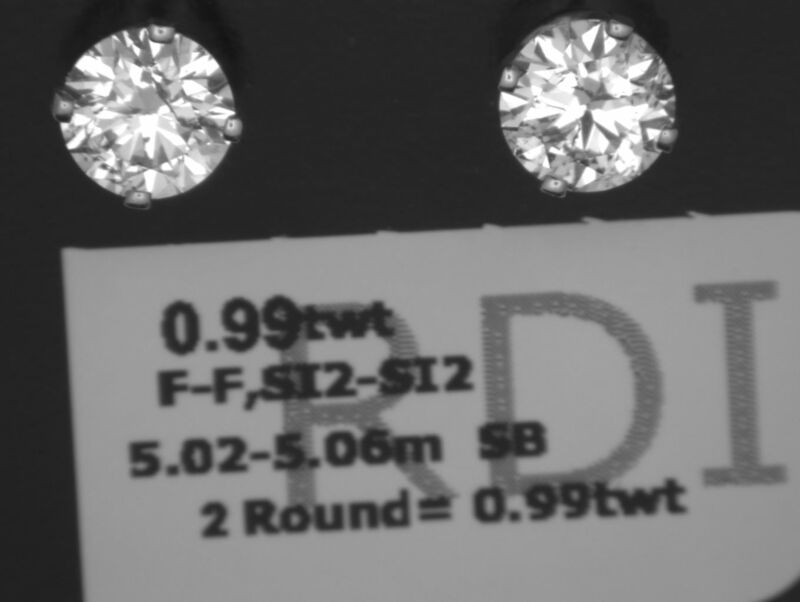 RDI
0.99twt
F-F,SI2-SI2
5.02-5.06m SB
2 Round= 0.99twt